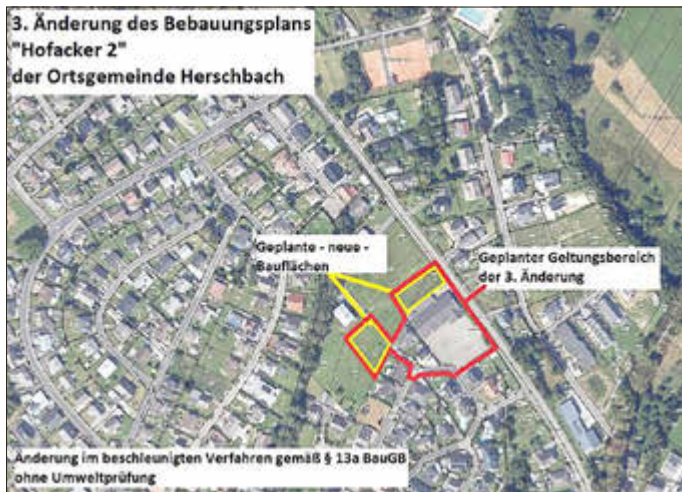 3. Änderung des Bebauungsplans
"Hofacker 2"
der Ortsgemeinde Herschbach
Geplante - neue -
Bauflächen
Geplanter Geltungsbereich
der 3. Änderung
Änderung im beschleunigten Verfahren gemäß § 13a BauGB
ohne Umweltprüfung